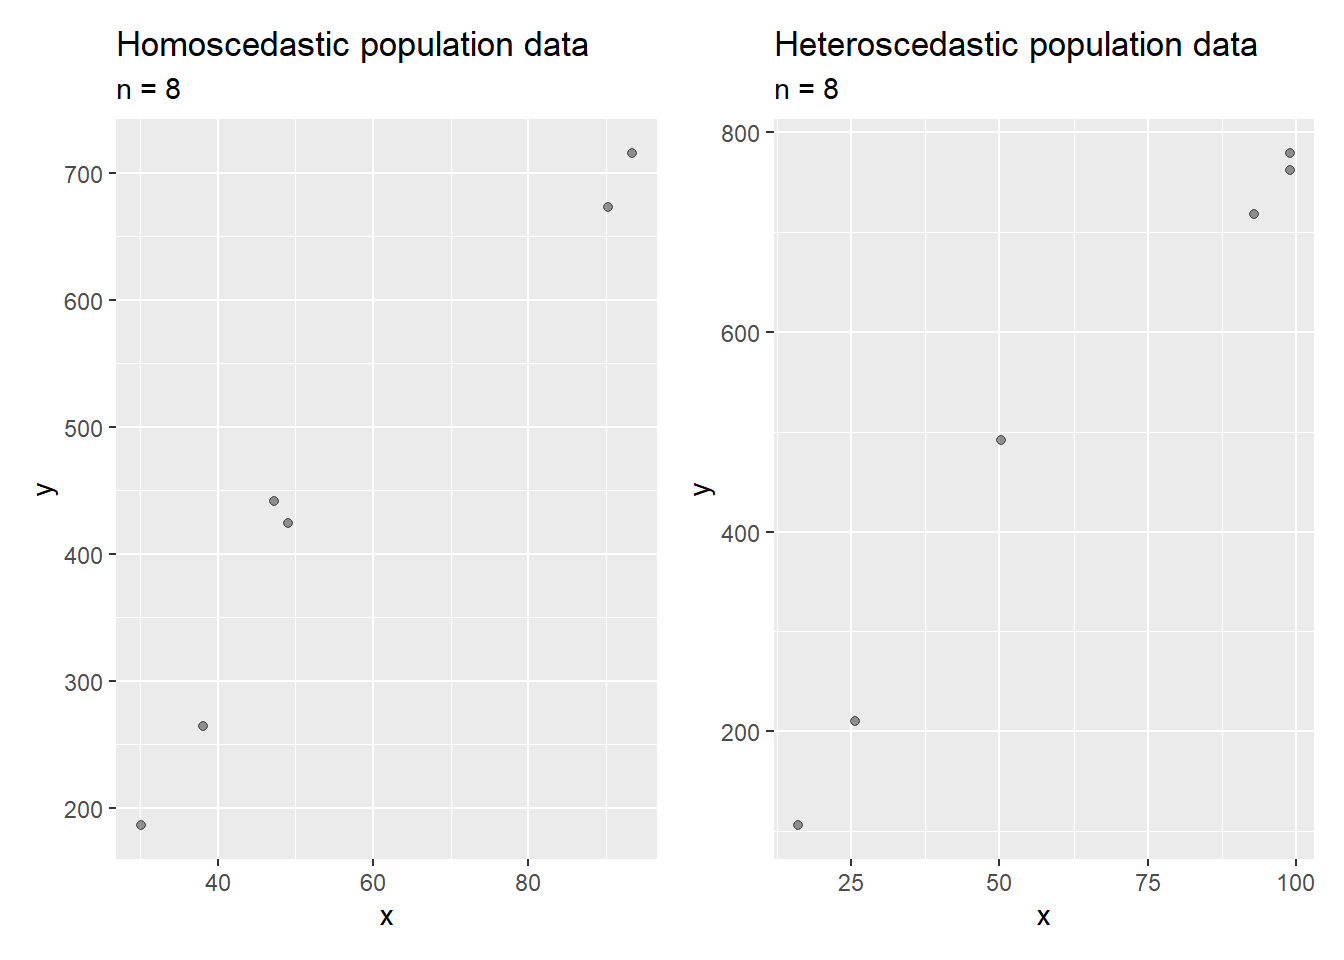 Homoscedastic population data
n = 8
700
600
500
400
300
200
y
40 60 80
x
Heteroscedastic population data
n = 8
800
600
400
200
y
25 50 75 100
x